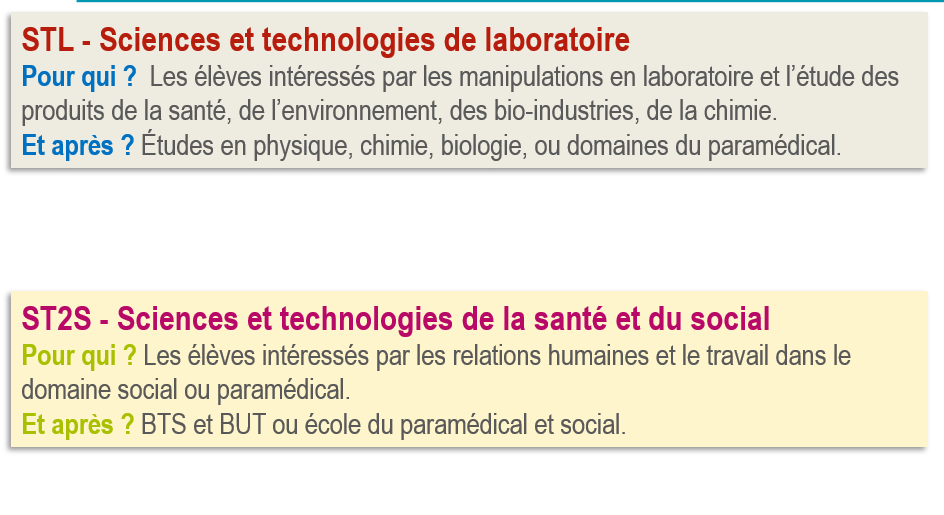 STL - Sciences et technologies de laboratoire
Pour qui ? Les élèves intéressés par les manipulations en laboratoire et l’étude des
produits de la santé, de l’environnement, des bio-industries, de la chimie.
Et après ? Études en physique, chimie, biologie, ou domaines du paramédical.
ST2S - Sciences et technologies de la santé et du social
Pour qui ? Les élèves intéressés par les relations humaines et le travail dans le
domaine social ou paramédical.
Et après ? BTS et BUT ou école du paramédical et social.